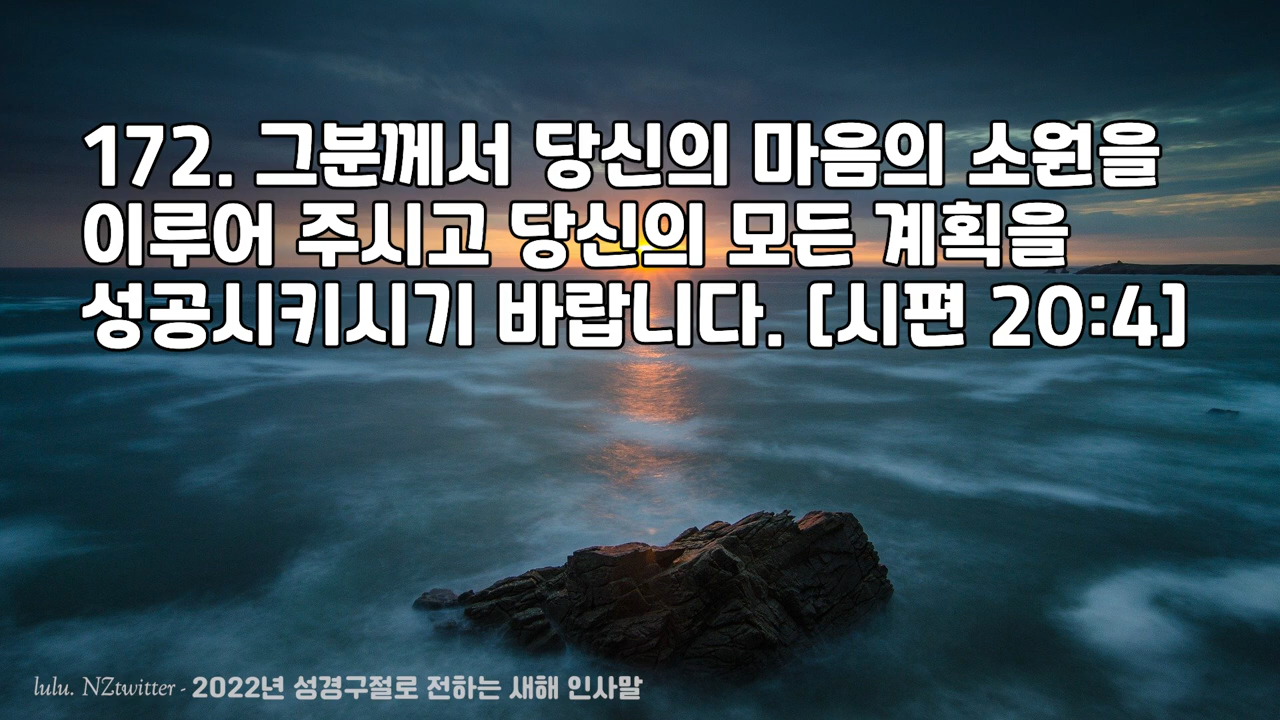 172. 그분께서 당신의 마음의 소원을
이루어 주시고 당신의 모든 계획을
성공시키시기 바랍니다. [시편 20:4]
lulu. NZtwitter - 2022년 성경구절로 전하는 새해 인사말